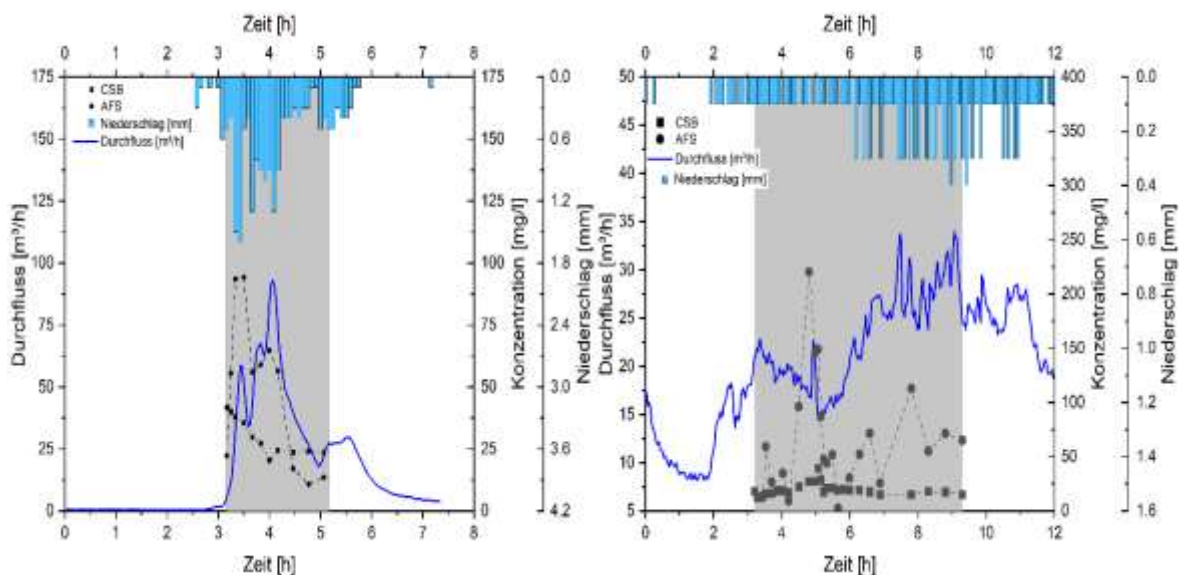 Zeit [h]
0 1 2 3 4 5 6 7 8
175 150 125 100 75 50 25 0
Durchfluss [m³/h]
CSB
AFS
Niederschlag [mm]
Durchfluss [m³/h]
175 150 125 100 75 50 25 0
Konzentration [mg/l]
0.0 0.6 1.2 1.8 2.4 3.0 3.6 4.2
Niederschlag [mm]
0 1 2 3 4 5 6 7 8
Zeit [h]
Zeit [h]
0 2 4 6 8 10 12
50 45 40 35 30 25 20 15 10 5
Durchfluss [m³/h]
CSB
AFS
Durchfluss [m³/h]
Niederschlag [mm]
400 350 300 250 200 150 100 50 0
Konzentration [mg/l]
0.0 0.2 0.4 0.6 0.8 1.0 1.2 1.4 1.6
Niederschlag [mm]
0 2 4 6 8 10 12
Zeit [h]